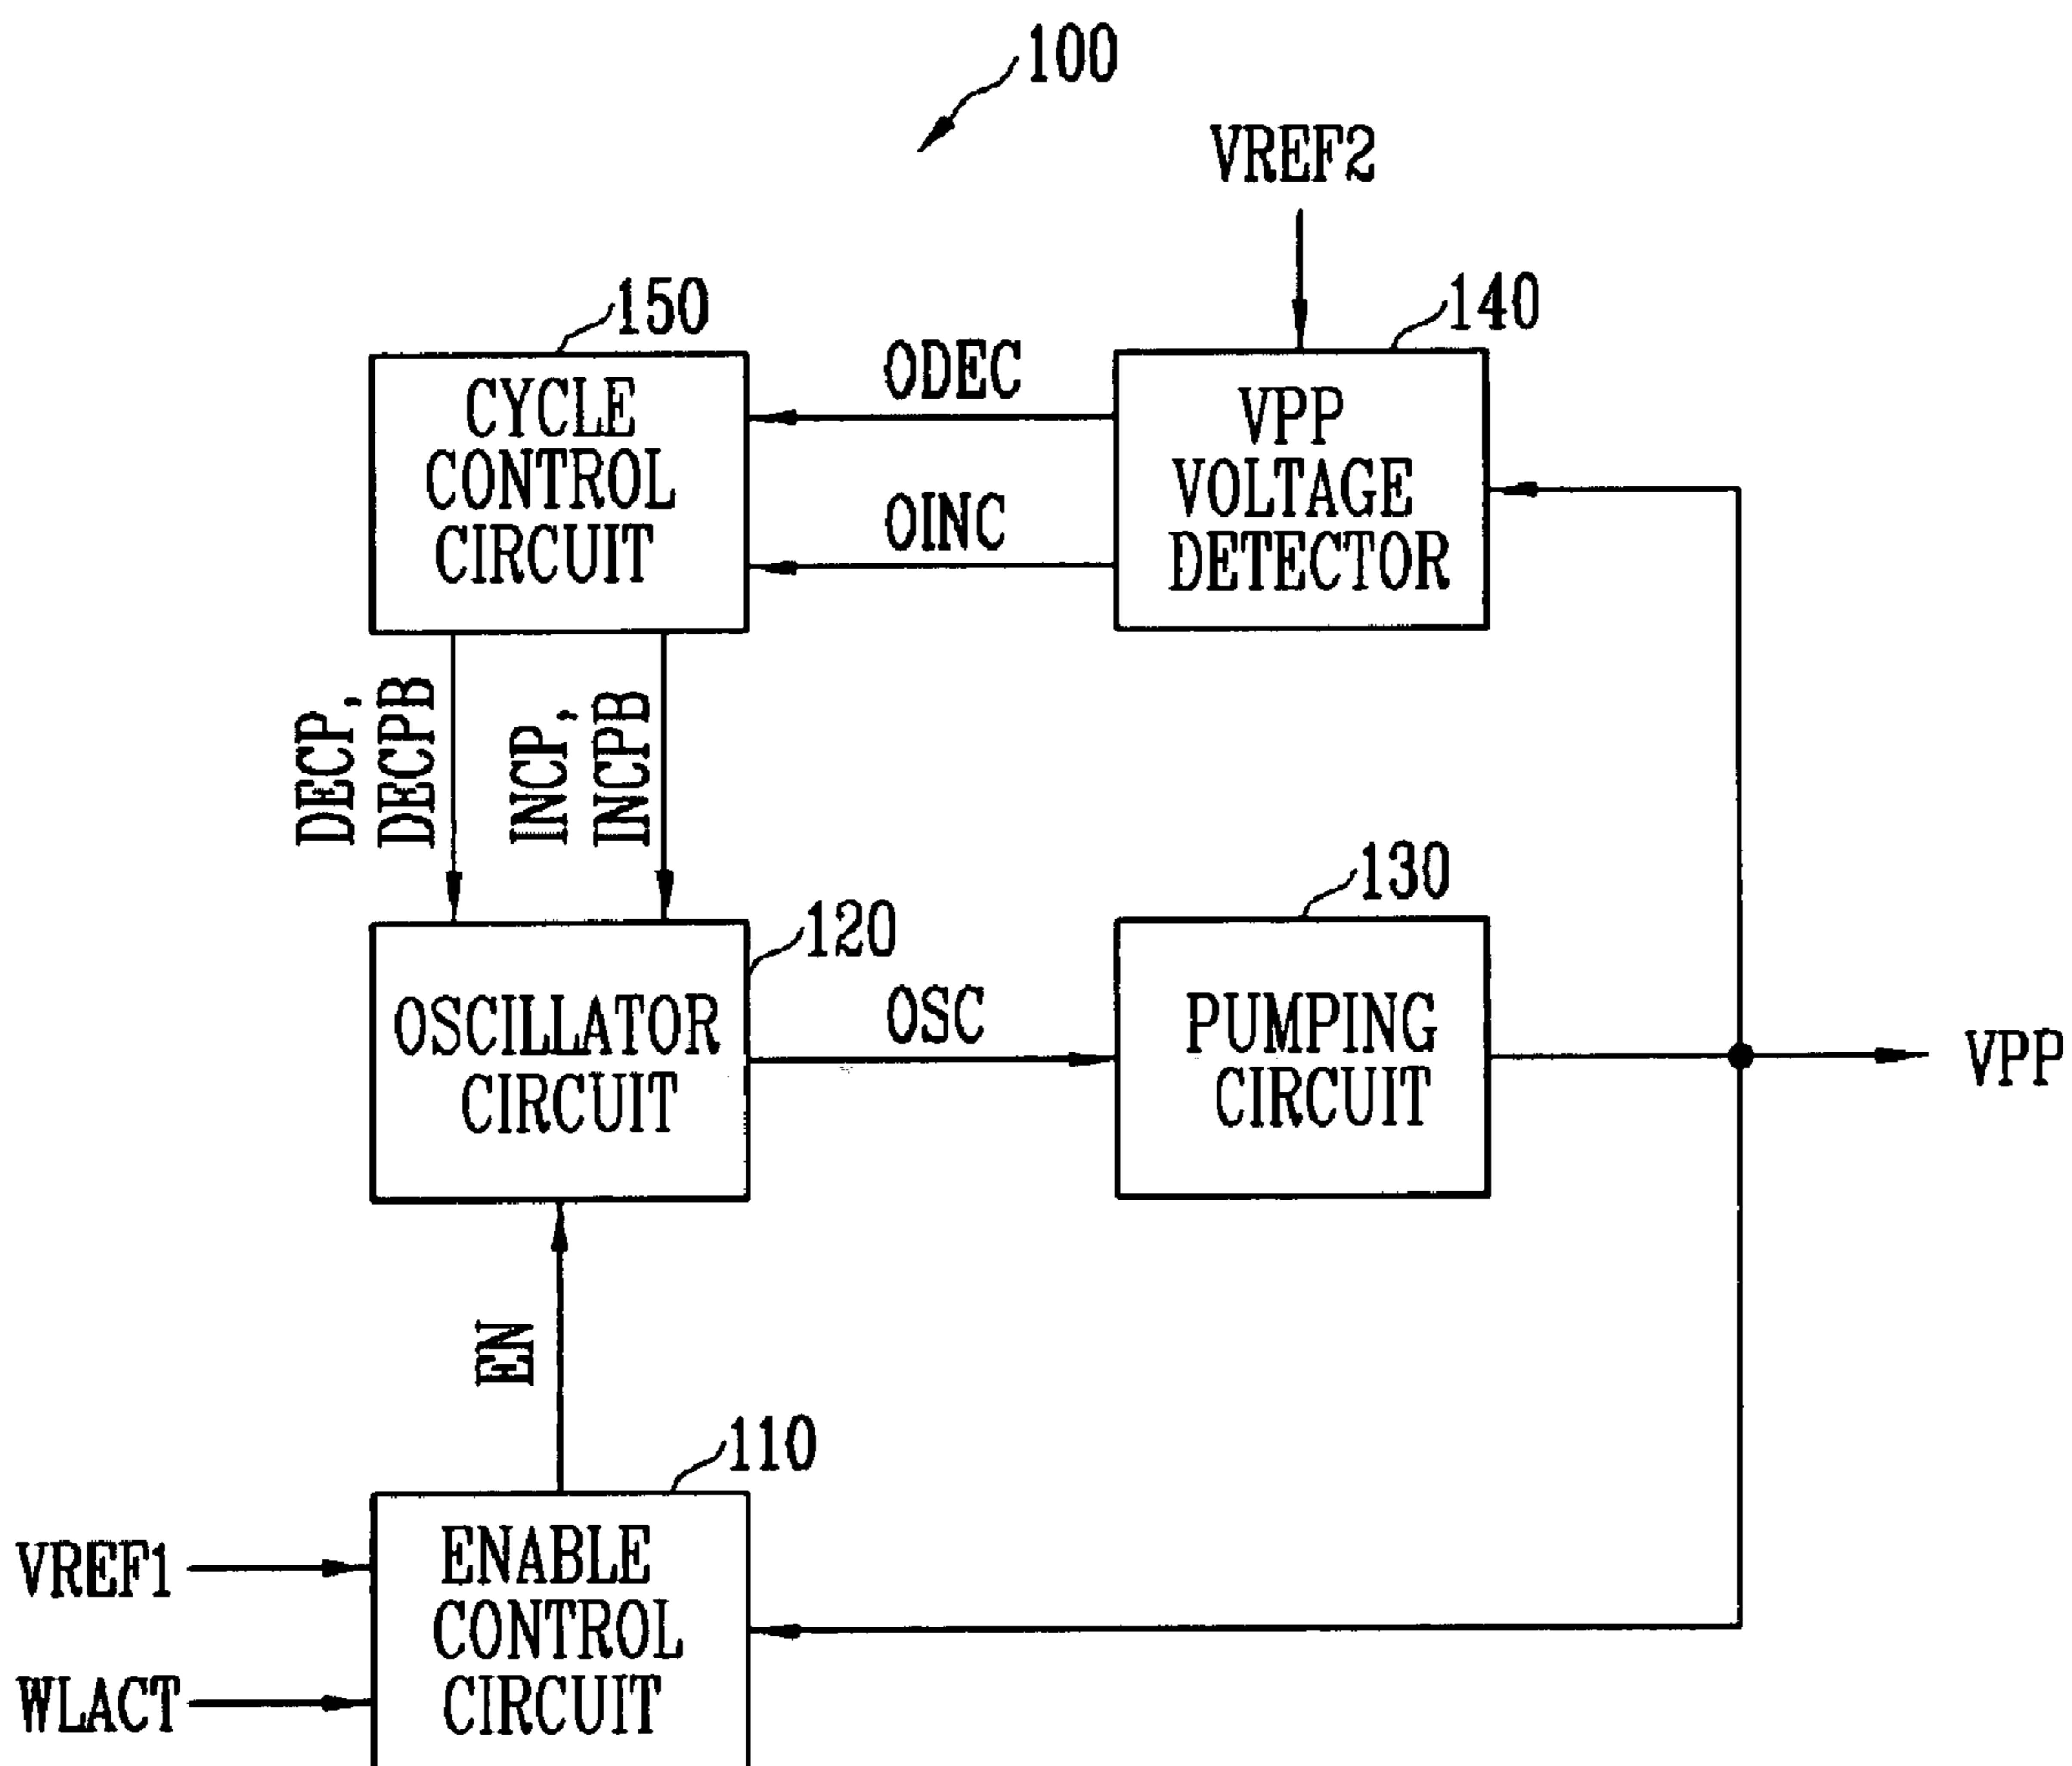 100
VREF2
150
140
CYCLE
CONTROL
CIRCUIT
ODEC
OINC
VPP
VOLTAGE
DETECTOR
DECP,
DECPB
INCP,
INCPB
120
130
OSCILLATOR
CIRCUIT
OSC
PUMPING
CIRCUIT
VPP
EN
110
VREF1
WLACT
ENABLE
CONTROL
CIRCUIT